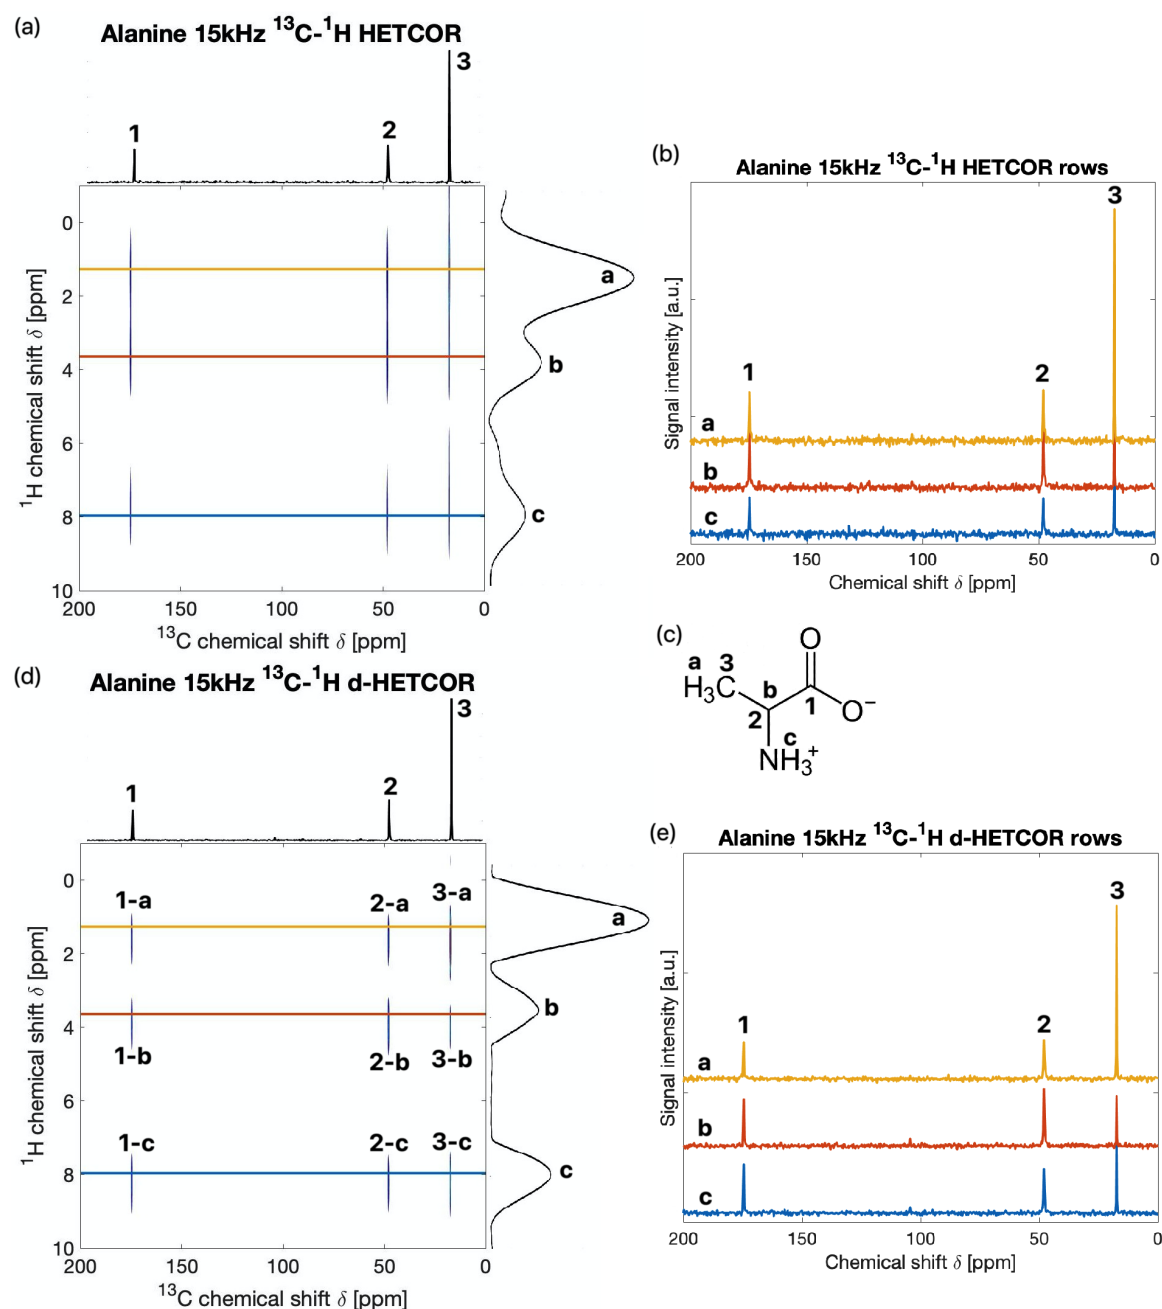 (a)
Alanine 15kHz ¹³C-¹H HETCOR
1
2
3
0
2
4
6
8
10
¹H chemical shift δ [ppm]
200
150
100
50
0
¹³C chemical shift δ [ppm]
a
b
c
(b)
Alanine 15kHz ¹³C-¹H HETCOR rows
Signal intensity [a.u.]
1
2
3
a
b
c
200
150
100
50
0
Chemical shift δ [ppm]
(c)
a
3
H₃C
b
O
2
1
O⁻
c
NH₃⁺
(d)
Alanine 15kHz ¹³C-¹H d-HETCOR
1
2
3
0
2
4
6
8
10
¹H chemical shift δ [ppm]
1-a
2-a
3-a
1-b
2-b
3-b
1-c
2-c
3-c
200
150
100
50
0
¹³C chemical shift δ [ppm]
a
b
c
(e)
Alanine 15kHz ¹³C-¹H d-HETCOR rows
Signal intensity [a.u.]
1
2
3
a
b
c
200
150
100
50
0
Chemical shift δ [ppm]